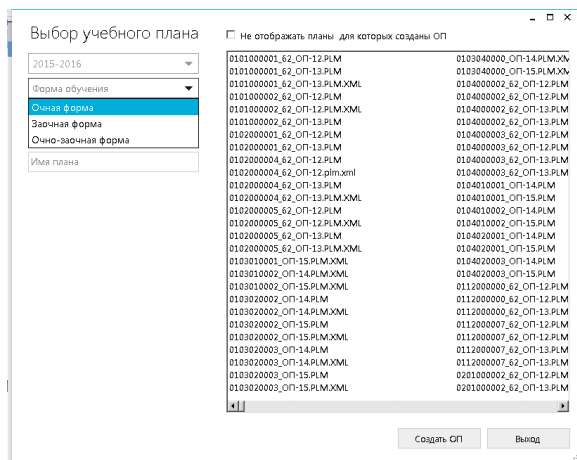 Выбор учебного плана
Не отображать планы для которых созданы ОП
2015-2016
Форма обучения
Очная форма
Заочная форма
Очно-заочная форма
Имя плана
0101000001_62_ОП-12.PLM
0101000001_62_ОП-13.PLM
0101000001_62_ОП-13.PLM.XML
0101000002_62_ОП-12.PLM
0101000002_62_ОП-12.PLM.XML
0101000002_62_ОП-13.PLM
0102000001_62_ОП-12.PLM
0102000001_62_ОП-13.PLM
0102000004_62_ОП-12.PLM
0102000004_62_ОП-12.plm.xml
0102000004_62_ОП-13.PLM
0102000004_62_ОП-13.PLM.XML
0102000005_62_ОП-12.PLM
0102000005_62_ОП-12.PLM.XML
0102000005_62_ОП-13.PLM
0102000005_62_ОП-13.PLM.XML
0103010001_ОП-15.PLM.XML
0103010002_ОП-14.PLM.XML
0103010002_ОП-15.PLM.XML
0103020002_ОП-14.PLM
0103020002_ОП-14.PLM.XML
0103020002_ОП-15.PLM
0103020003_ОП-14.PLM
0103020003_ОП-14.PLM.XML
0103020003_ОП-15.PLM
0103020003_ОП-15.PLM.XML
0103040000_ОП-14.PLM.XM
0103040000_ОП-15.PLM.XM
0104000002_62_ОП-12.PLM
0104000002_62_ОП-12.PLM
0104000002_62_ОП-13.PLM
0104000003_62_ОП-12.PLM
0104000003_62_ОП-12.PLM
0104000003_62_ОП-13.PLM
0104000003_62_ОП-13.PLM
0104010001_ОП-14.PLM
0104010001_ОП-15.PLM
0104010002_ОП-14.PLM
0104010002_ОП-15.PLM
0104020001_ОП-14.PLM
0104020001_ОП-15.PLM
0104020003_ОП-14.PLM
0104020003_ОП-15.PLM
0112000000_62_ОП-12.PLM
0112000000_62_ОП-13.PLM
0112000007_62_ОП-12.PLM
0112000007_62_ОП-12.PLM
0112000007_62_ОП-13.PLM
0112000007_62_ОП-13.PLM
0201000002_62_ОП-12.PLM
0201000002_62_ОП-13.PLM
Создать ОП
Выход